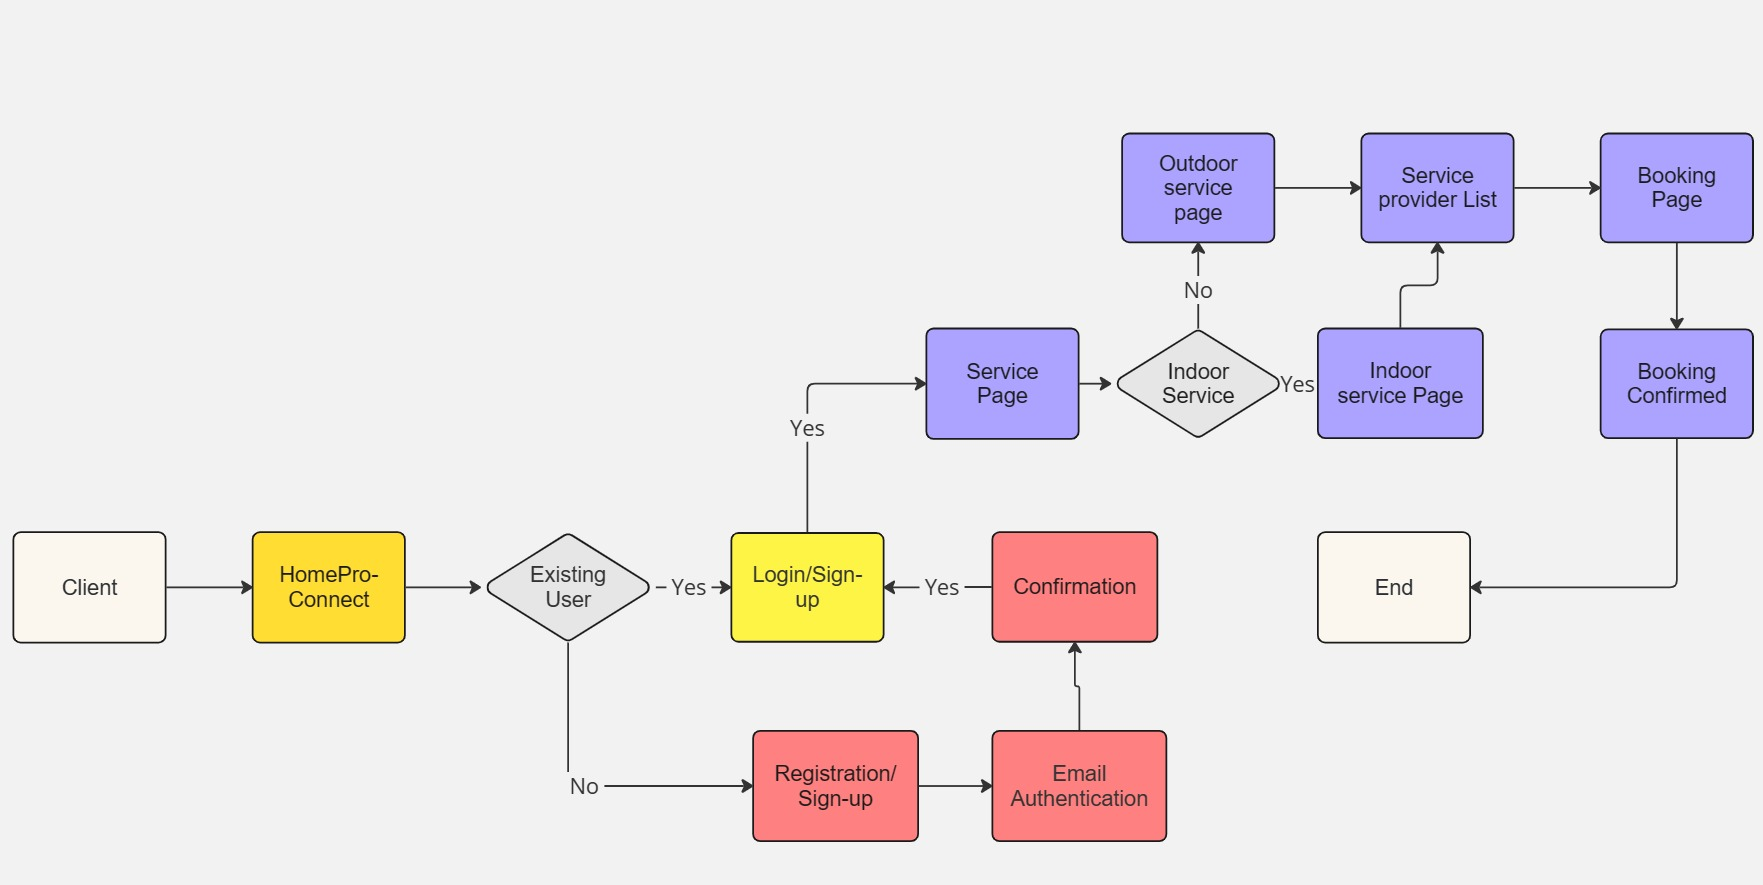 Outdoor
service
page
Service
provider List
Booking
Page
No
Service
Page
Indoor
Service
Yes
Indoor
service Page
Booking
Confirmed
Yes
Client
HomePro-
Connect
Existing
User
Yes
Login/Sign-
up
Yes
Confirmation
End
No
Registration/
Sign-up
Email
Authentication